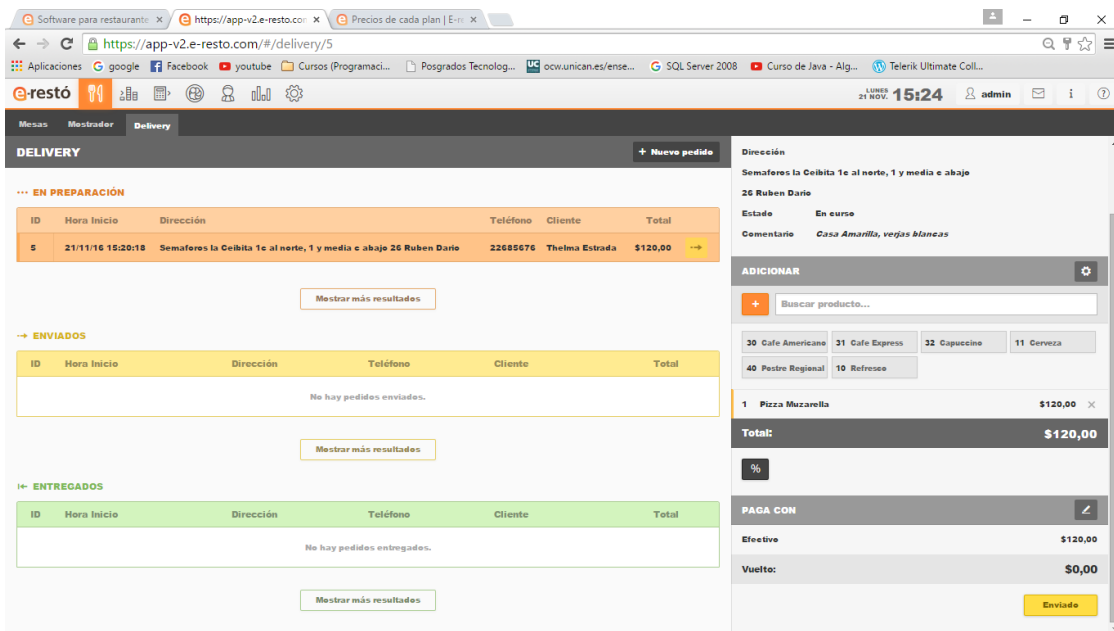 Software para restaurante
https://app-v2.e-resto.con
Precios de cada plan | E-re
https://app-v2.e-resto.com/#/delivery/5
Aplicaciones
google
Facebook
youtube
Cursos (Programaci...
Posgrados Tecnolog...
ocw.unican.es/ense...
SQL Server 2008
Curso de Java - Alg...
Telerik Ultimate Coll...
e-restó
LUNES
21 NOV.
15:24
admin
Mesas
Mostrador
Delivery
DELIVERY
+ Nuevo pedido
EN PREPARACIÓN
ID Hora Inicio Dirección Teléfono Cliente Total
5 21/11/16 15:20:18 Semaforos la Ceibita 1c al norte, 1 y media c abajo 26 Ruben Dario 22685676 Thelma Estrada $120,00
Mostrar más resultados
ENVIADOS
ID Hora Inicio Dirección Teléfono Cliente Total
No hay pedidos enviados.
Mostrar más resultados
ENTREGADOS
ID Hora Inicio Dirección Teléfono Cliente Total
No hay pedidos entregados.
Mostrar más resultados
Dirección
Semaforos la Ceibita 1c al norte, 1 y media c abajo
26 Ruben Dario
Estado En curso
Comentario Casa Amarilla, verjas blancas
ADICIONAR
+ Buscar producto...
30 Cafe Americano 31 Cafe Express 32 Capuccino 11 Cerveza
40 Postre Regional 10 Refresco
1 Pizza Muzarella $120,00
Total: $120,00
%
PAGA CON
Efectivo $120,00
Vuelto: $0,00
Enviado